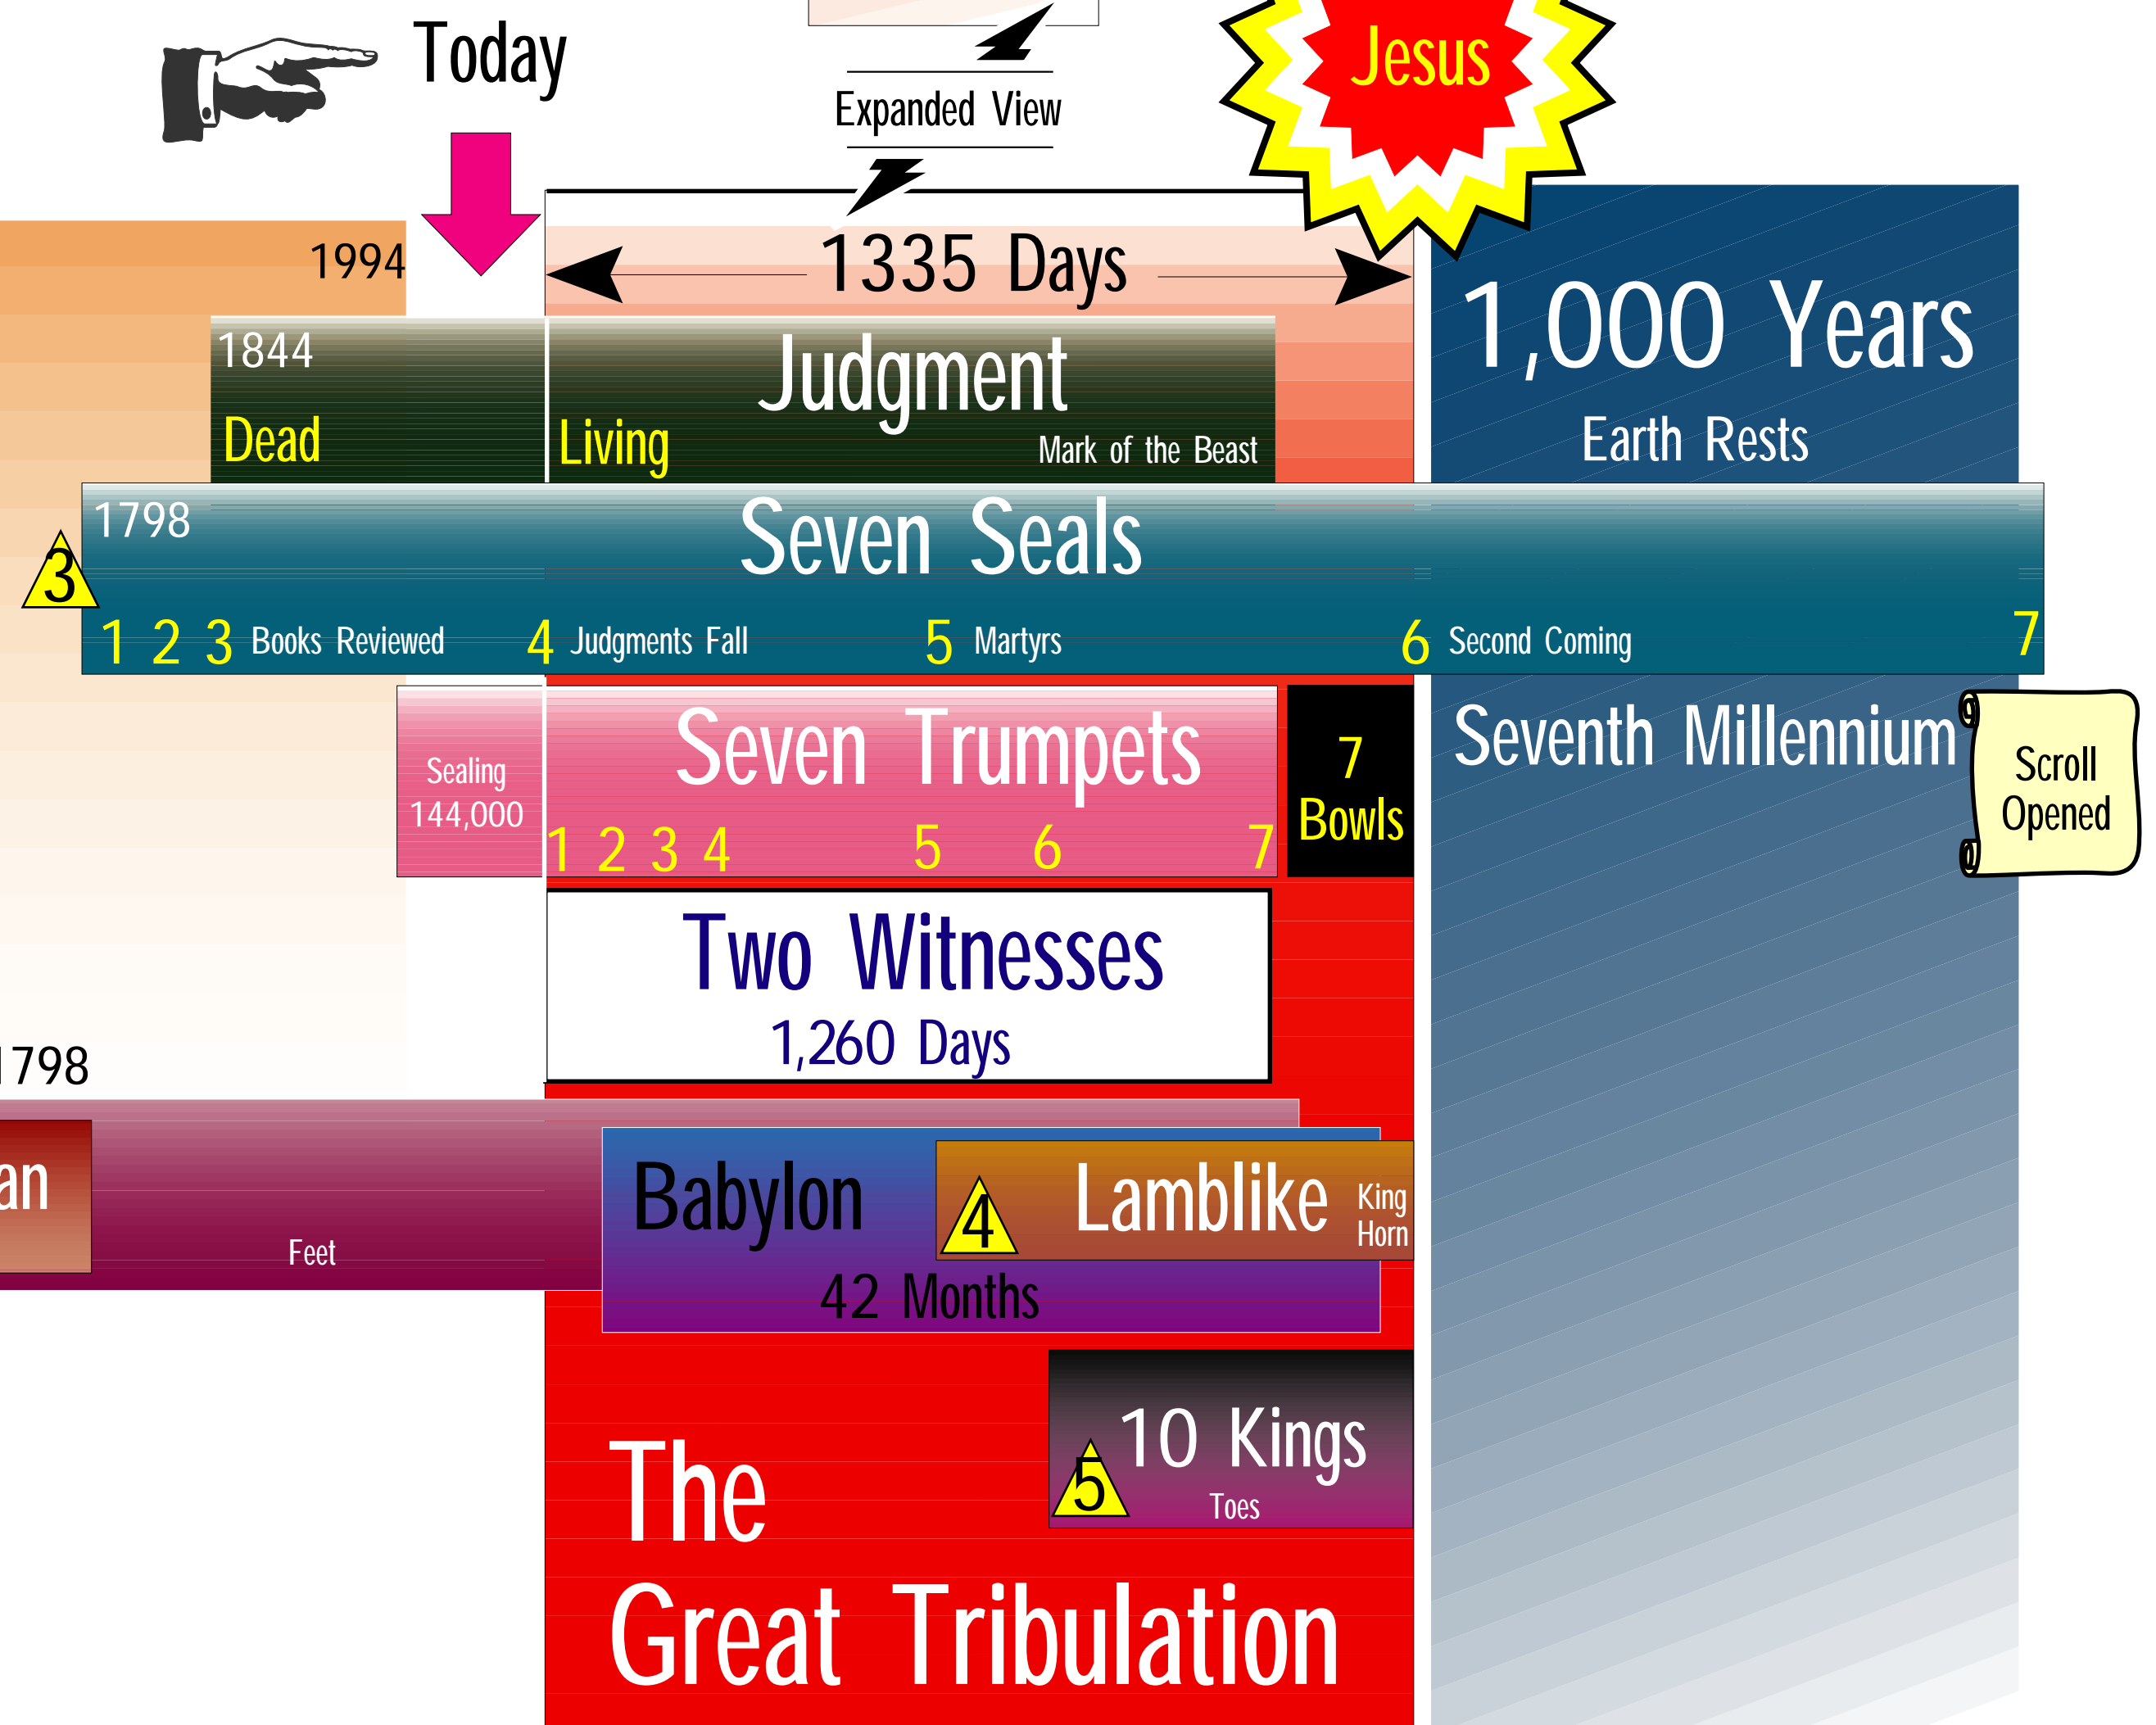 Today
Expanded View
Jesus
1994
1335 Days
1,000 Years
Earth Rests
1844
Judgment
Dead
Living
Mark of the Beast
1798
Seven Seals
3
1 2 3 Books Reviewed 4 Judgments Fall 5 Martyrs 6 Second Coming 7
Sealing
144,000
Seven Trumpets
1 2 3 4 5 6 7
7
Bowls
Seventh Millennium
Scroll
Opened
Two Witnesses
1,260 Days
1798
an
Feet
Babylon
42 Months
4
Lamblike
King
Horn
10 Kings
5
Toes
The
Great Tribulation